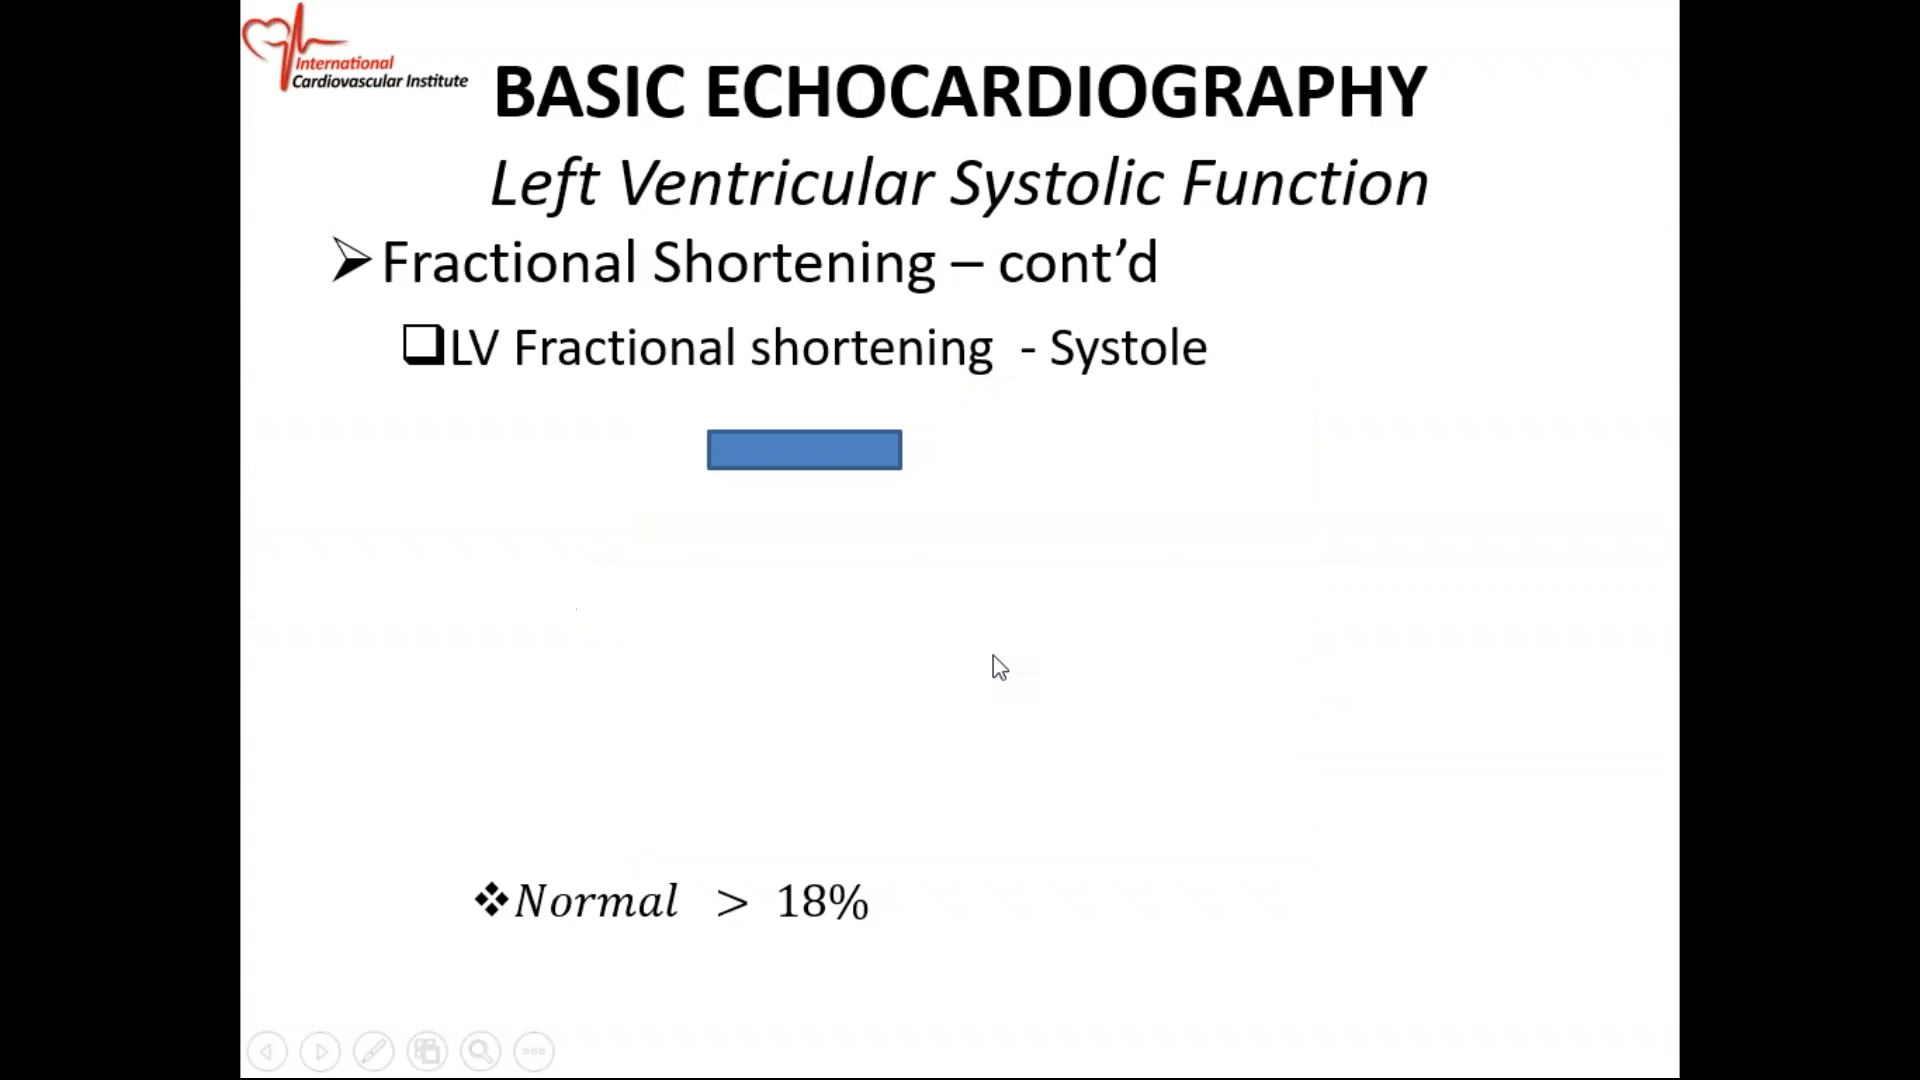 International
Cardiovascular Institute
BASIC ECHOCARDIOGRAPHY
Left Ventricular Systolic Function
➢Fractional Shortening – cont’d
❑LV Fractional shortening - Systole
❖Normal > 18%